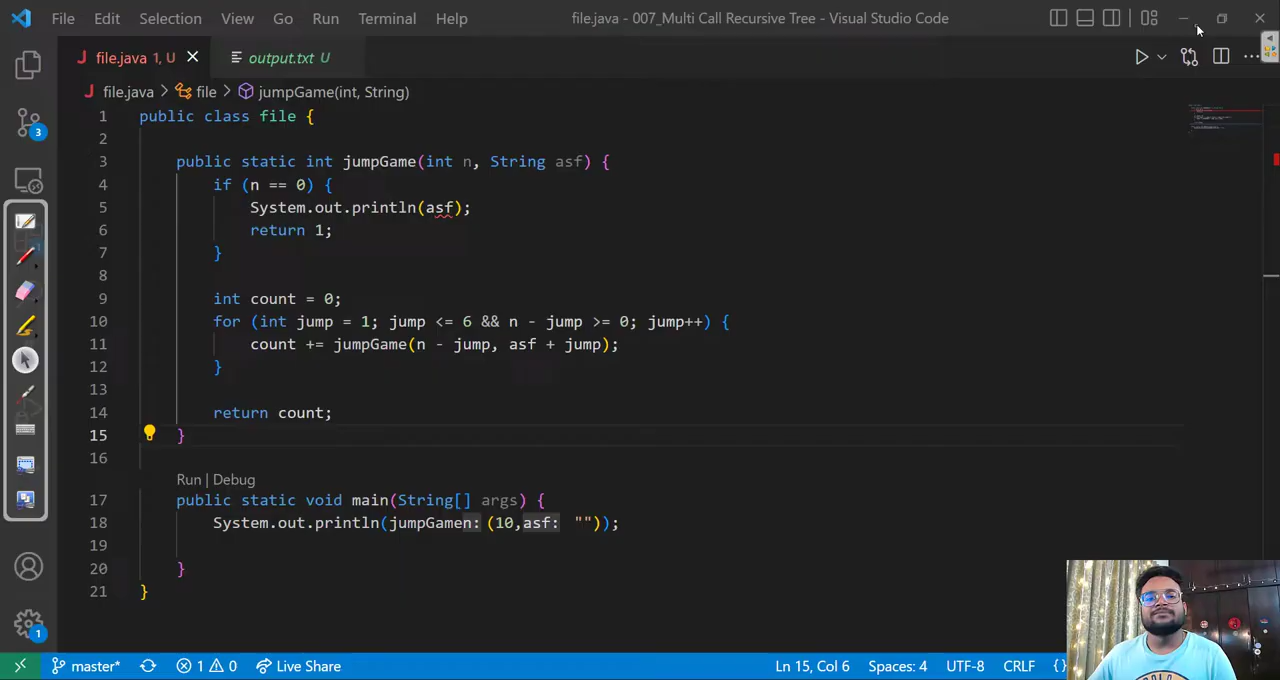 File Edit Selection View Go Run Terminal Help file.java - 007_Multi Call Recursive Tree - Visual Studio Code
file.java 1, U output.txt U
file.java > file > jumpGame(int, String)
1 public class file {
2
3 public static int jumpGame(int n, String asf) {
4 if (n == 0) {
5 System.out.println(asf);
6 return 1;
7 }
8
9 int count = 0;
10 for (int jump = 1; jump <= 6 && n - jump >= 0; jump++) {
11 count += jumpGame(n - jump, asf + jump);
12 }
13
14 return count;
15 }
16
Run | Debug
17 public static void main(String[] args) {
18 System.out.println(jumpGamen:(10,asf: ""));
19
20 }
21 }
3
1
master* 1 0 Live Share Ln 15, Col 6 Spaces: 4 UTF-8 CRLF {}